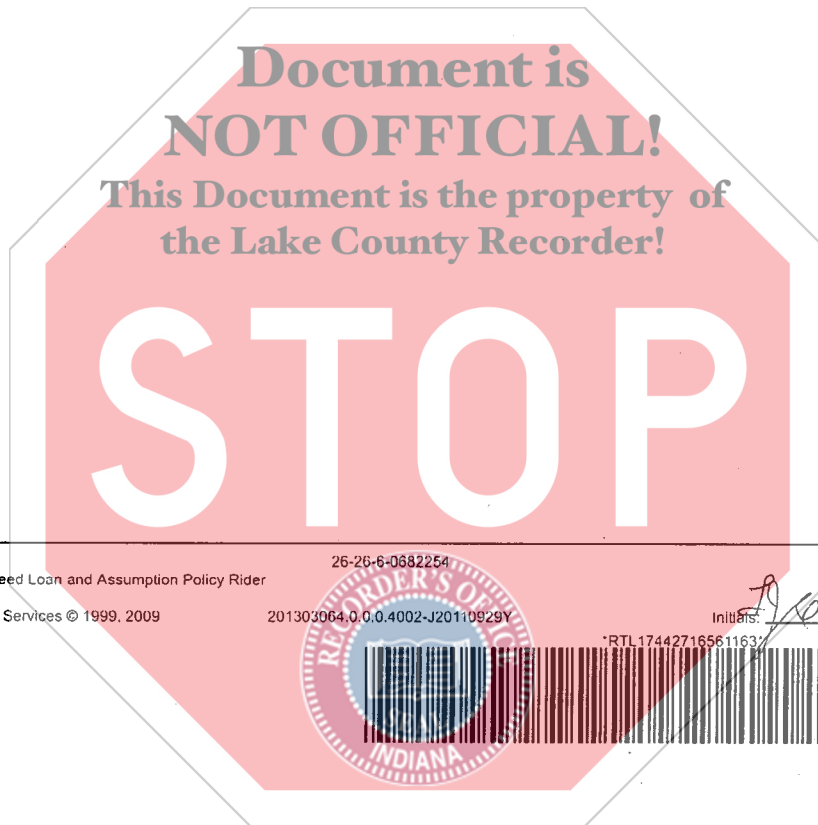 Document is
NOT OFFICIAL!
This Document is the property of
the Lake County Recorder!
STOP
26-26-6-0682254
eed Loan and Assumption Policy Rider
Services © 1999, 2009
201303064.0.0.0.4002-J20110929Y
Initials:
*RTL17442716561163*
RECORDER'S OFFICE
SEAL
INDIANA